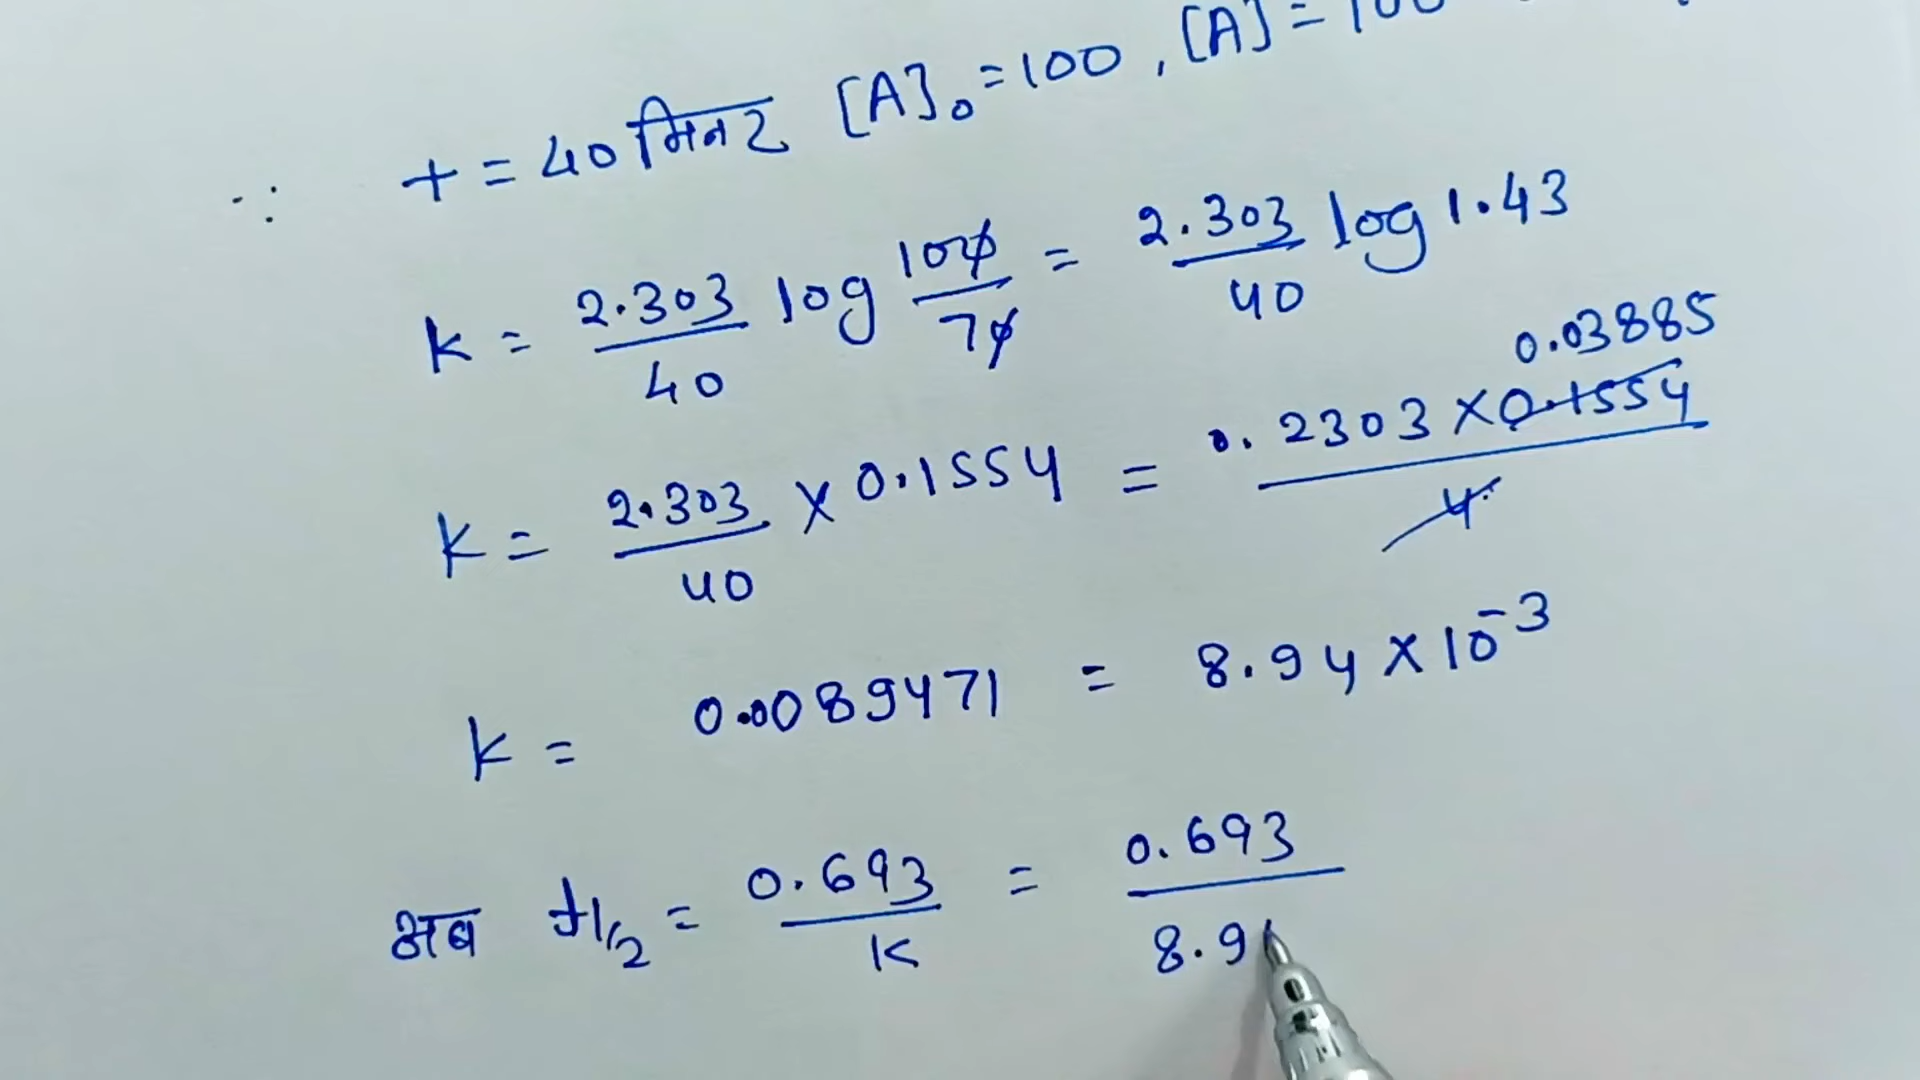 ∵ t = 40 मिनट [A]₀ = 100, [A] = 100
k = 2.303/40 log 100/70 = 2.303/40 log 1.43
k = 2.303/40 × 0.1554 = 0.2303 × 0.1554/4 0.03885
k = 0.0089471 = 8.94 × 10⁻³
अब t1/2 = 0.693/k = 0.693/8.9